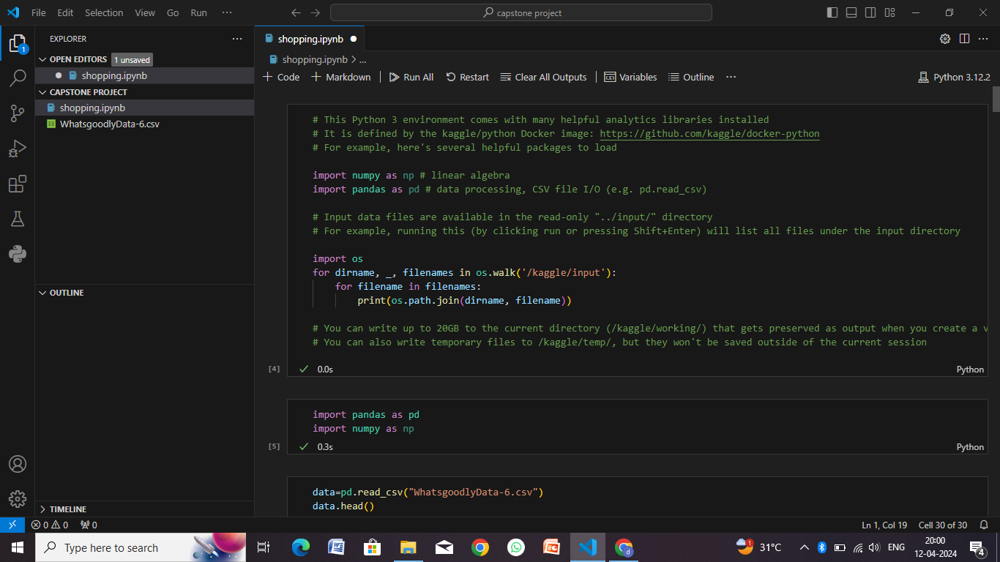 File Edit Selection View Go Run ···
capstone project
EXPLORER
OPEN EDITORS 1 unsaved
shopping.ipynb
CAPSTONE PROJECT
shopping.ipynb
WhatsgoodlyData-6.csv
OUTLINE
TIMELINE
1
shopping.ipynb
shopping.ipynb > ...
+ Code + Markdown Run All Restart Clear All Outputs Variables Outline ··· Python 3.12.2
# This Python 3 environment comes with many helpful analytics libraries installed
# It is defined by the kaggle/python Docker image: https://github.com/kaggle/docker-python
# For example, here's several helpful packages to load
import numpy as np # linear algebra
import pandas as pd # data processing, CSV file I/O (e.g. pd.read_csv)
# Input data files are available in the read-only "../input/" directory
# For example, running this (by clicking run or pressing Shift+Enter) will list all files under the input directory
import os
for dirname, _, filenames in os.walk('/kaggle/input'):
    for filename in filenames:
        print(os.path.join(dirname, filename))
# You can write up to 20GB to the current directory (/kaggle/working/) that gets preserved as output when you create a v
# You can also write temporary files to /kaggle/temp/, but they won't be saved outside of the current session
[4] 0.0s Python
import pandas as pd
import numpy as np
[5] 0.3s Python
data=pd.read_csv("WhatsgoodlyData-6.csv")
data.head()
0 0 0 Ln 1, Col 19 Cell 30 of 30
Type here to search
1 31°C ENG
20:00
12-04-2024
4